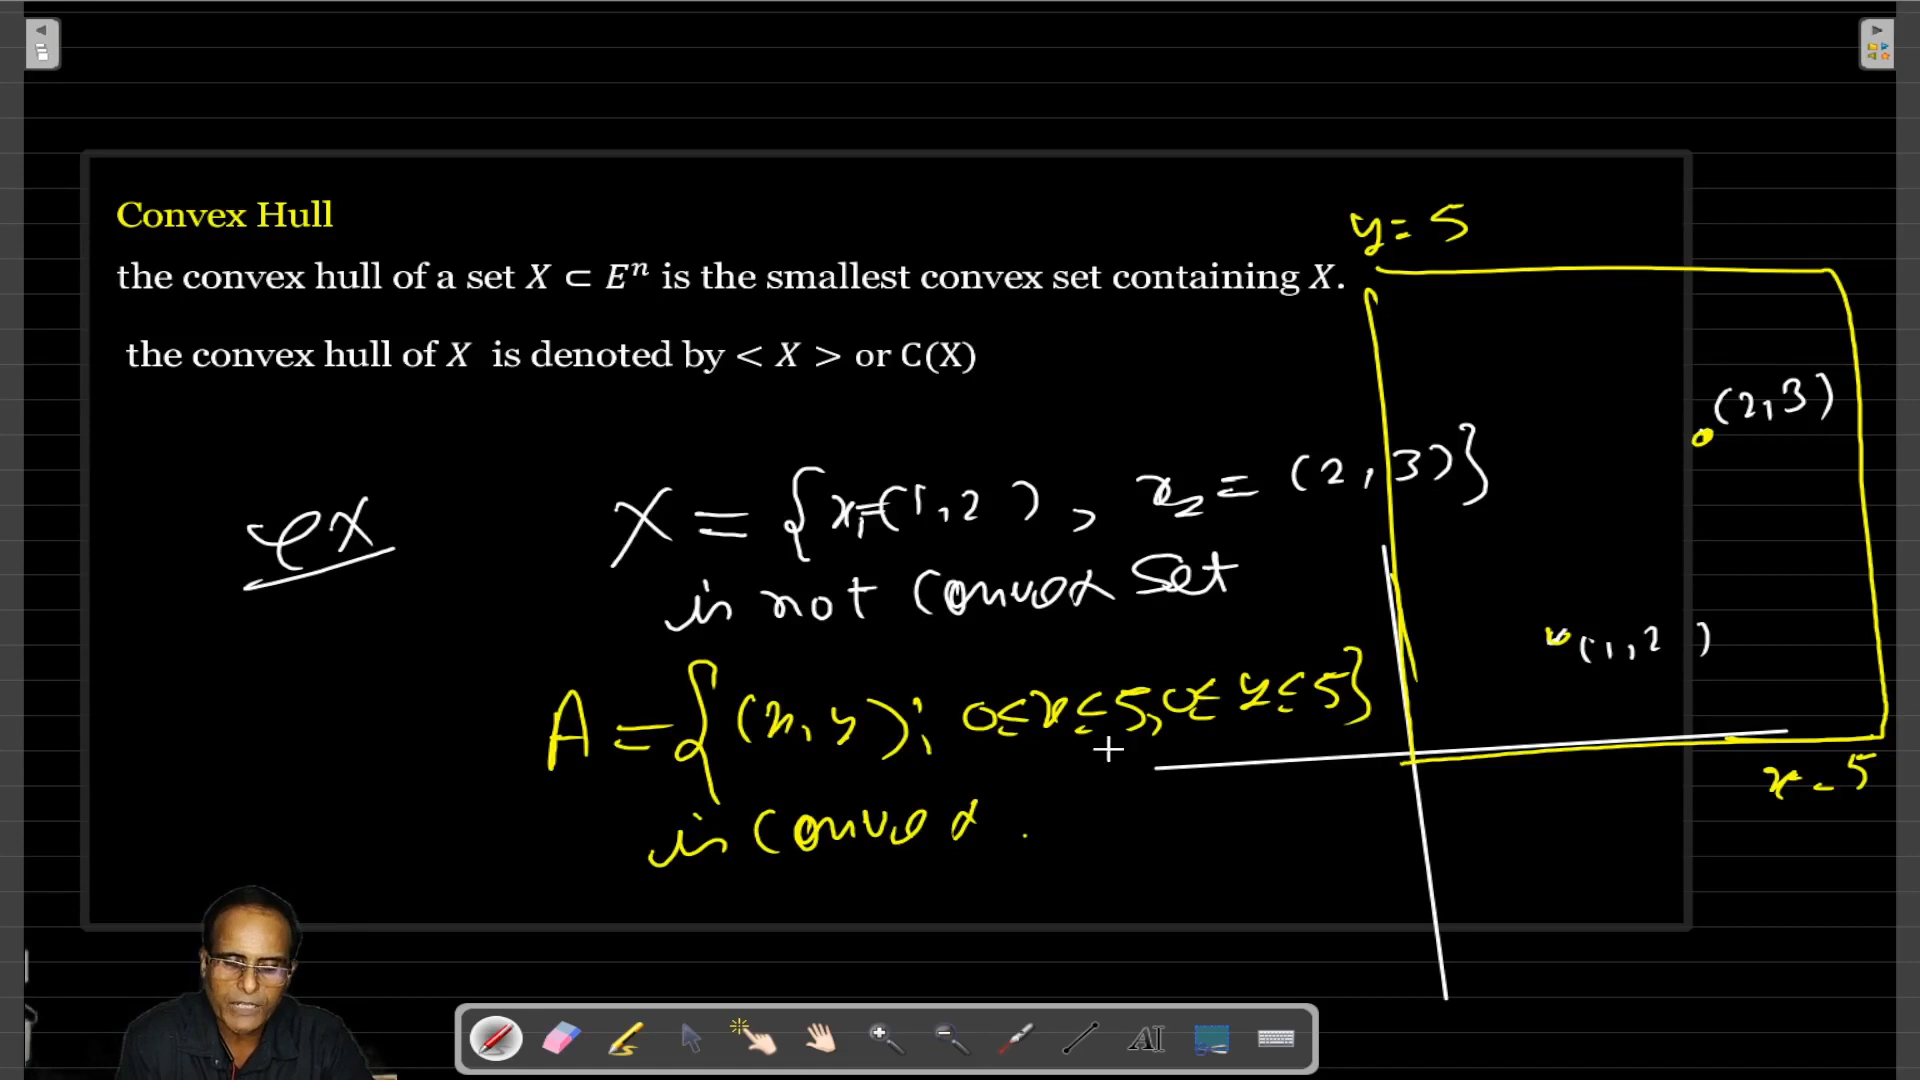 Convex Hull
y = 5
the convex hull of a set X ⊂ Eⁿ is the smallest convex set containing X.
the convex hull of X is denoted by < X > or C(X)
(2,3)
ex X = {x₁=(1,2), x₂ = (2,3)}
is not convex set
(1,2)
A = {(x,y); 0≤x≤5, 0≤y≤5}
x = 5
is convex.
AI